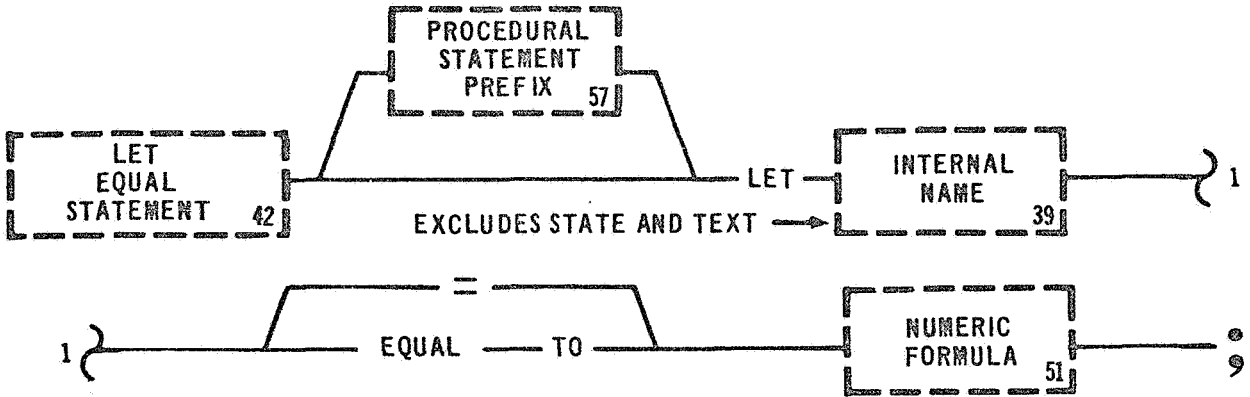 PROCEDURAL
STATEMENT
PREFIX 57
LET
EQUAL
STATEMENT 42
LET
INTERNAL
NAME 39
1
EXCLUDES STATE AND TEXT
1
=
EQUAL TO
NUMERIC
FORMULA 51
;